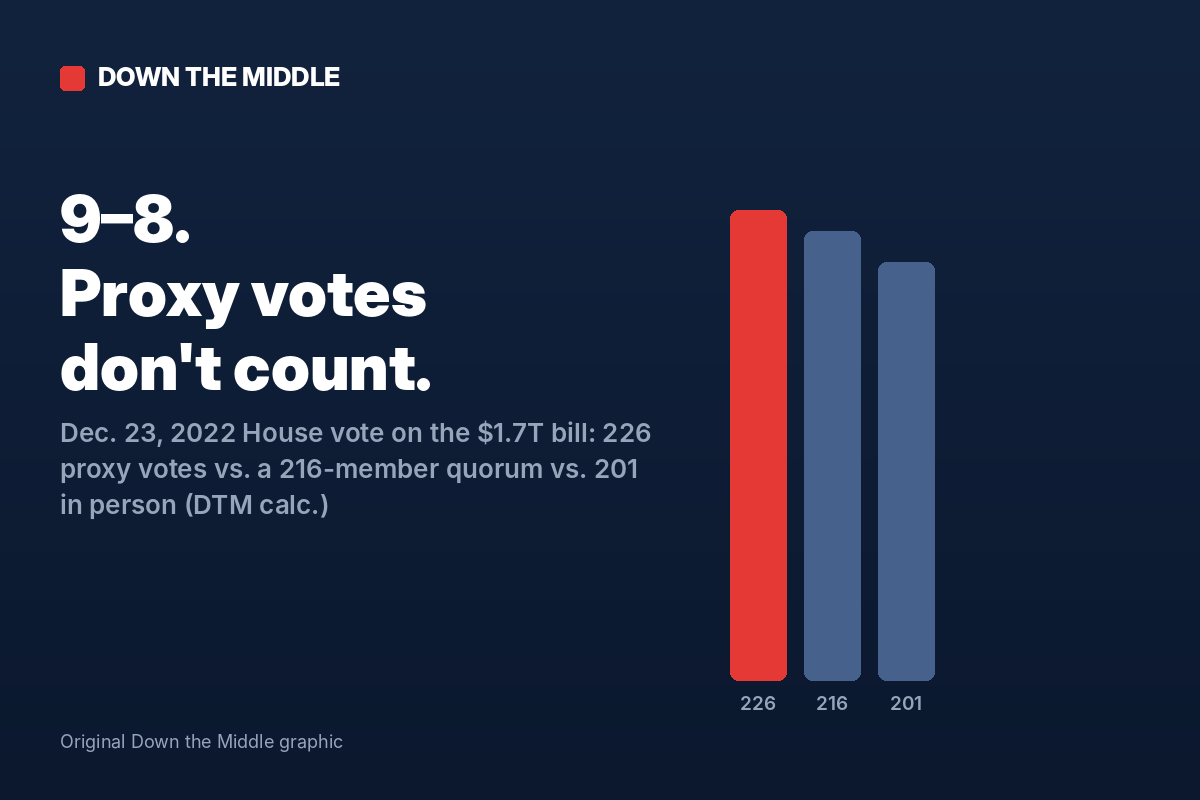 DOWN THE MIDDLE
9–8.
Proxy votes
don't count.
Dec. 23, 2022 House vote on the $1.7T bill: 226
proxy votes vs. a 216-member quorum vs. 201
in person (DTM calc.)
226
216
201
Original Down the Middle graphic